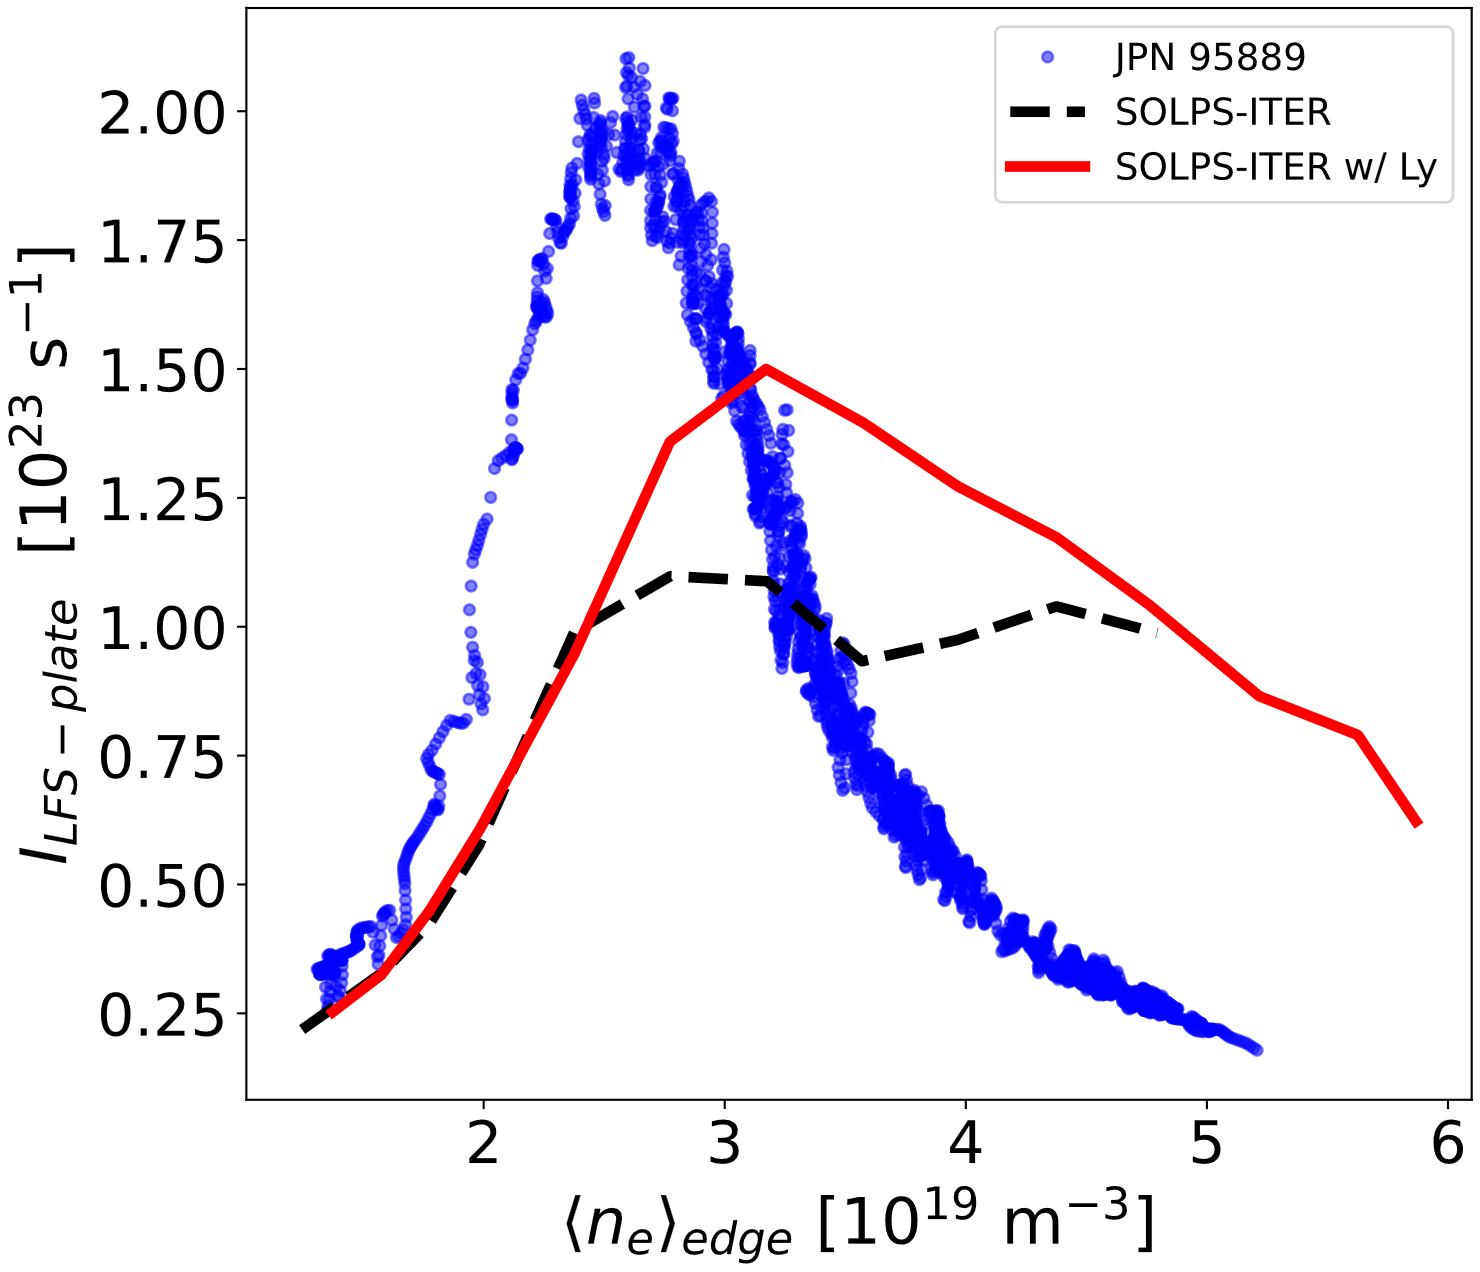 JPN 95889
SOLPS-ITER
SOLPS-ITER w/ Ly
2.00
1.75
1.50
1.25
1.00
0.75
0.50
0.25
I_{LFS-plate} [10^{23} s^{-1}]
2 3 4 5 6
⟨n_e⟩_{edge} [10^{19} m^{-3}]